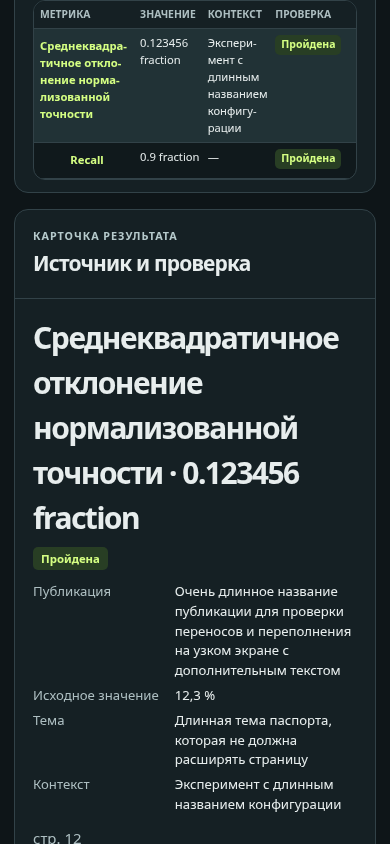 МЕТРИКА ЗНАЧЕНИЕ КОНТЕКСТ ПРОВЕРКА
Среднеквадра- 0.123456 Экспери- Пройдена
тичное откло- fraction мент с
нение норма- длинным
лизованной названием
точности конфигу-
рации
Recall 0.9 fraction — Пройдена
КАРТОЧКА РЕЗУЛЬТАТА
Источник и проверка
Среднеквадратичное
отклонение
нормализованной
точности · 0.123456
fraction
Пройдена
Публикация Очень длинное название
публикации для проверки
переносов и переполнения
на узком экране с
дополнительным текстом
Исходное значение 12,3 %
Тема Длинная тема паспорта,
которая не должна
расширять страницу
Контекст Эксперимент с длинным
названием конфигурации
стр. 12